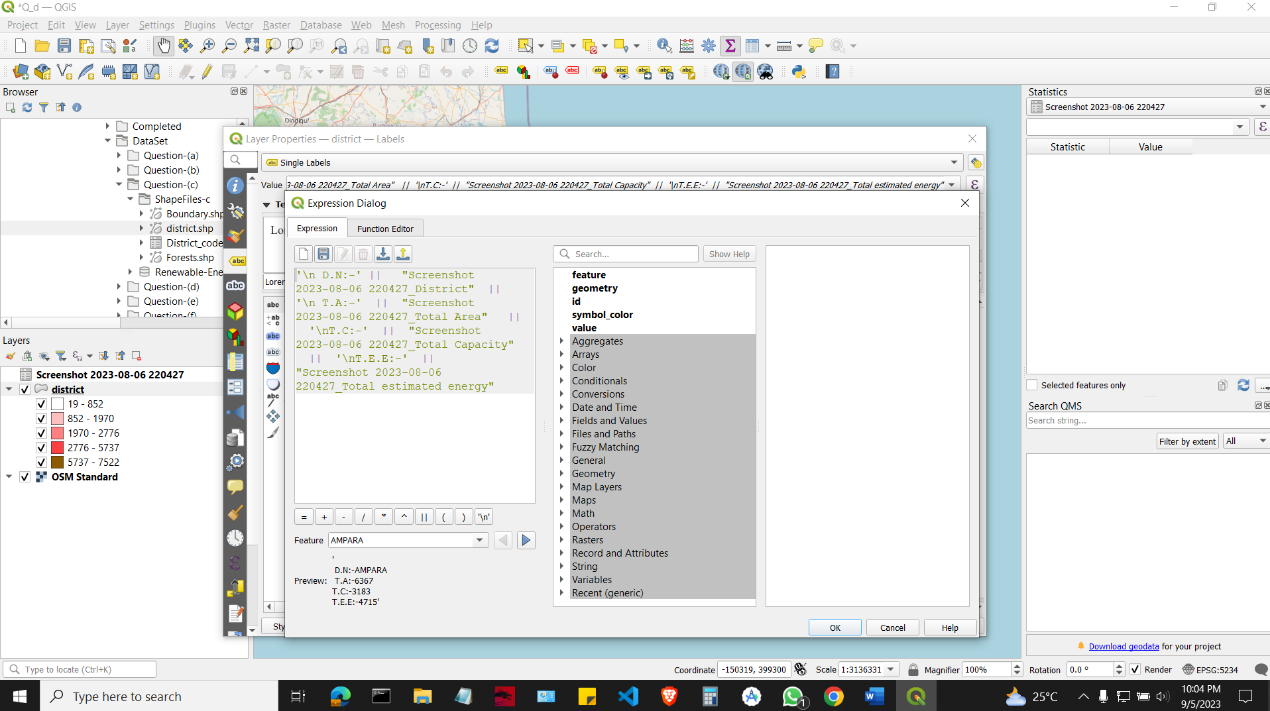 *Q_d — QGIS
Project Edit View Layer Settings Plugins Vector Raster Database Web Mesh Processing Help
Browser
Completed
DataSet
Question-(a)
Question-(b)
Question-(c)
ShapeFiles-c
Boundary.shp
district.shp
District_code
Forests.shp
Renewable-Ene
Question-(d)
Question-(e)
Question-(f)
Layers
Screenshot 2023-08-06 220427
district
19 - 852
852 - 1970
1970 - 2776
2776 - 5737
5737 - 7522
OSM Standard
Dindigul
Layer Properties — district — Labels
Single Labels
Value 3-08-06 220427_Total Area" || '\nT.C:-' || "Screenshot 2023-08-06 220427_Total Capacity" || '\nT.E.E:-' || "Screenshot 2023-08-06 220427_Total estimated energy"
Te
Lo
Lorem
Sty
Expression Dialog
Expression Function Editor
'\n D.N:-' || "Screenshot
2023-08-06 220427_District" ||
'\n T.A:-' || "Screenshot
2023-08-06 220427_Total Area" ||
'\nT.C:-' || "Screenshot
2023-08-06 220427_Total Capacity"
|| '\nT.E.E:-' ||
"Screenshot 2023-08-06
220427_Total estimated energy"
= + - / * ^ || ( ) '\n'
Feature AMPARA
Preview:
'
D.N:-AMPARA
T.A:-6367
T.C:-3183
T.E.E:-4715'
Search... Show Help
feature
geometry
id
symbol_color
value
Aggregates
Arrays
Color
Conditionals
Conversions
Date and Time
Fields and Values
Files and Paths
Fuzzy Matching
General
Geometry
Map Layers
Maps
Math
Operators
Rasters
Record and Attributes
String
Variables
Recent (generic)
OK Cancel Help
Statistics
Screenshot 2023-08-06 220427
Statistic Value
Selected features only
Search QMS
Search string...
Filter by extent All
Download geodata for your project
Type to locate (Ctrl+K)
Coordinate -150319, 399300 Scale 1:3136331 Magnifier 100% Rotation 0.0 ° Render EPSG:5234
Type here to search
1
25°C
10:04 PM
9/5/2023